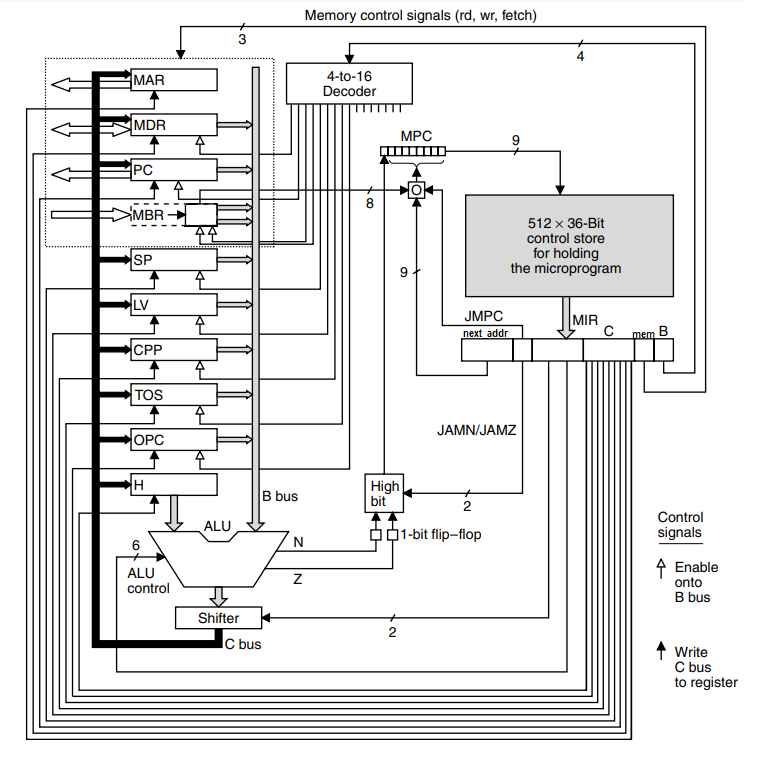 Memory control signals (rd, wr, fetch)
3
4
MAR
MDR
PC
MBR
SP
LV
CPP
TOS
OPC
H
4-to-16
Decoder
MPC
9
O
8
9
512 × 36-Bit
control store
for holding
the microprogram
MIR
JMPC
next_addr
C
mem
B
JAMN/JAMZ
B bus
High
bit
2
1-bit flip–flop
ALU
N
Z
6
ALU
control
Shifter
2
C bus
Control
signals
Enable
onto
B bus
Write
C bus
to register